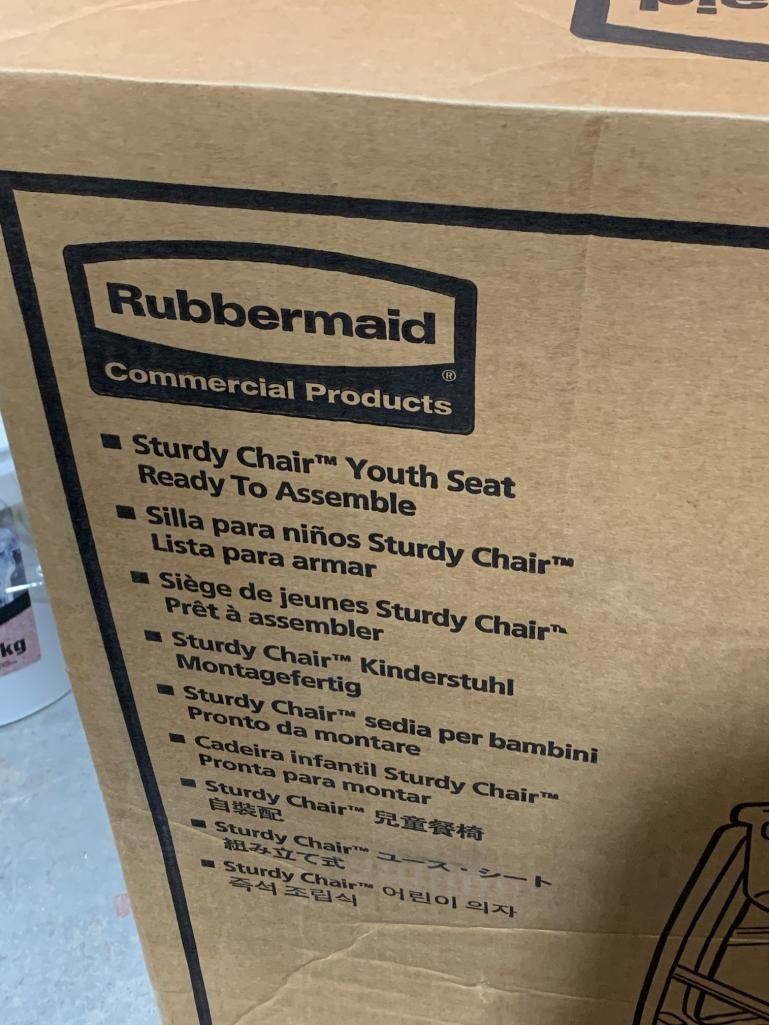 Rubbermaid
Commercial Products ®
■ Sturdy Chair™ Youth Seat
Ready To Assemble
■ Silla para niños Sturdy Chair™
Lista para armar
■ Siège de jeunes Sturdy Chair™
Prêt à assembler
■ Sturdy Chair™ Kinderstuhl
Montagefertig
■ Sturdy Chair™ sedia per bambini
Pronto da montare
■ Cadeira infantil Sturdy Chair™
Pronta para montar
■ Sturdy Chair™ 兒童餐椅
自裝配
■ Sturdy Chair™ ユース・シート
組み立て式
■ Sturdy Chair™ 어린이 의자
즉석 조립식
kg